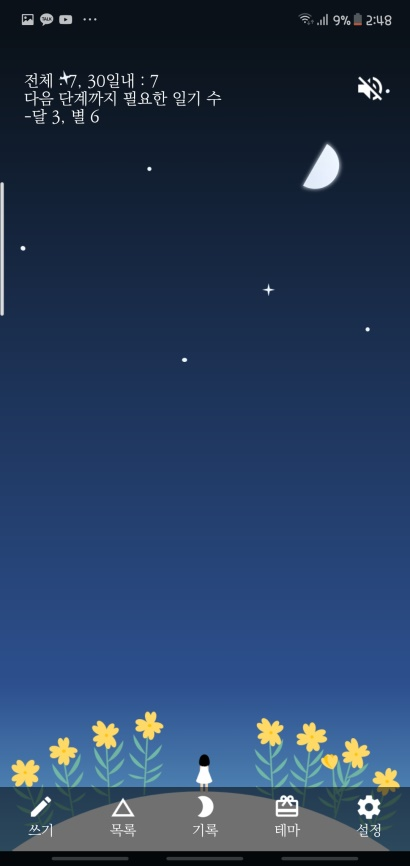 TALK
9% 2:48
전체 : 7, 30일내 : 7
다음 단계까지 필요한 일기 수
-달 3, 별 6
쓰기 목록 기록 테마 설정